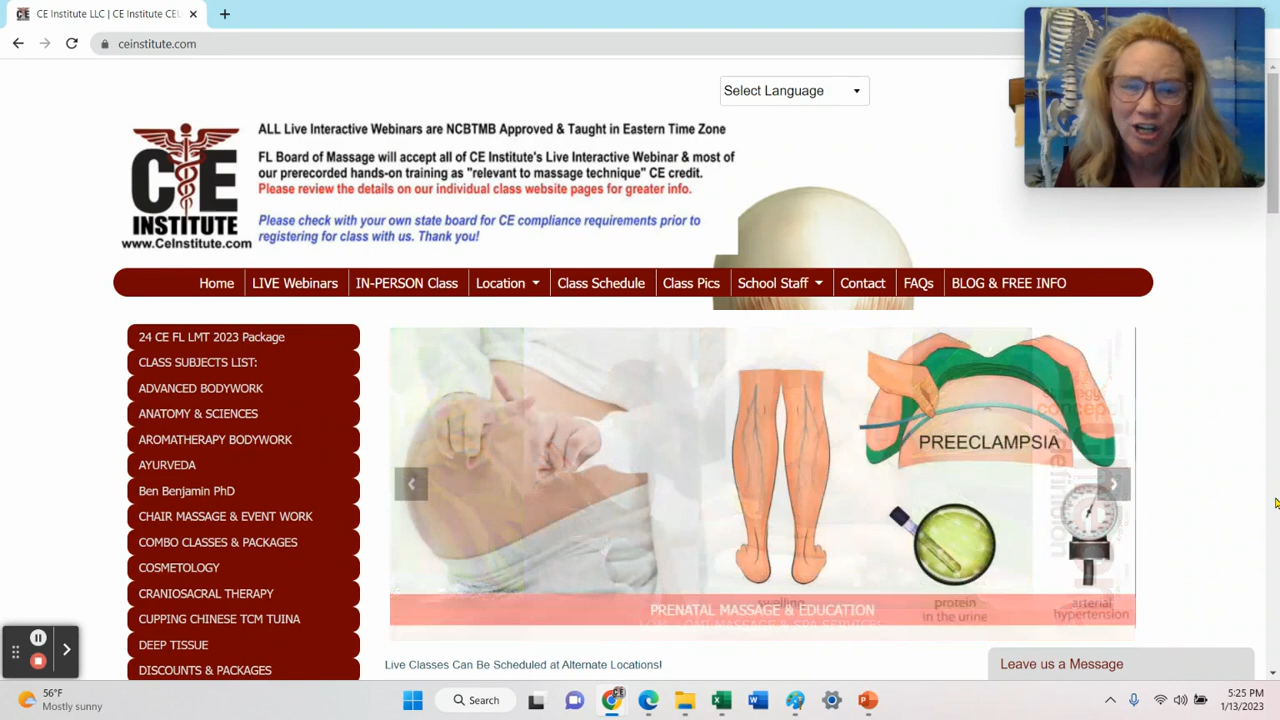 CE Institute LLC | CE Institute CEU
ceinstitute.com
Select Language
ALL Live Interactive Webinars are NCBTMB Approved & Taught in Eastern Time Zone
FL Board of Massage will accept all of CE Institute's Live Interactive Webinar & most of
our prerecorded hands-on training as "relevant to massage technique" CE credit.
Please review the details on our individual class website pages for greater info.
Please check with your own state board for CE compliance requirements prior to
registering for class with us. Thank you!
CE
INSTITUTE
www.CeInstitute.com
Home LIVE Webinars IN-PERSON Class Location Class Schedule Class Pics School Staff Contact FAQs BLOG & FREE INFO
24 CE FL LMT 2023 Package
CLASS SUBJECTS LIST:
ADVANCED BODYWORK
ANATOMY & SCIENCES
AROMATHERAPY BODYWORK
AYURVEDA
Ben Benjamin PhD
CHAIR MASSAGE & EVENT WORK
COMBO CLASSES & PACKAGES
COSMETOLOGY
CRANIOSACRAL THERAPY
CUPPING CHINESE TCM TUINA
DEEP TISSUE
DISCOUNTS & PACKAGES
PREECLAMPSIA
swelling
protein
in the urine
arterial
hypertension
PRENATAL MASSAGE & EDUCATION
Live Classes Can Be Scheduled at Alternate Locations!
Leave us a Message
56°F
Mostly sunny
Search
5:25 PM
1/13/2023